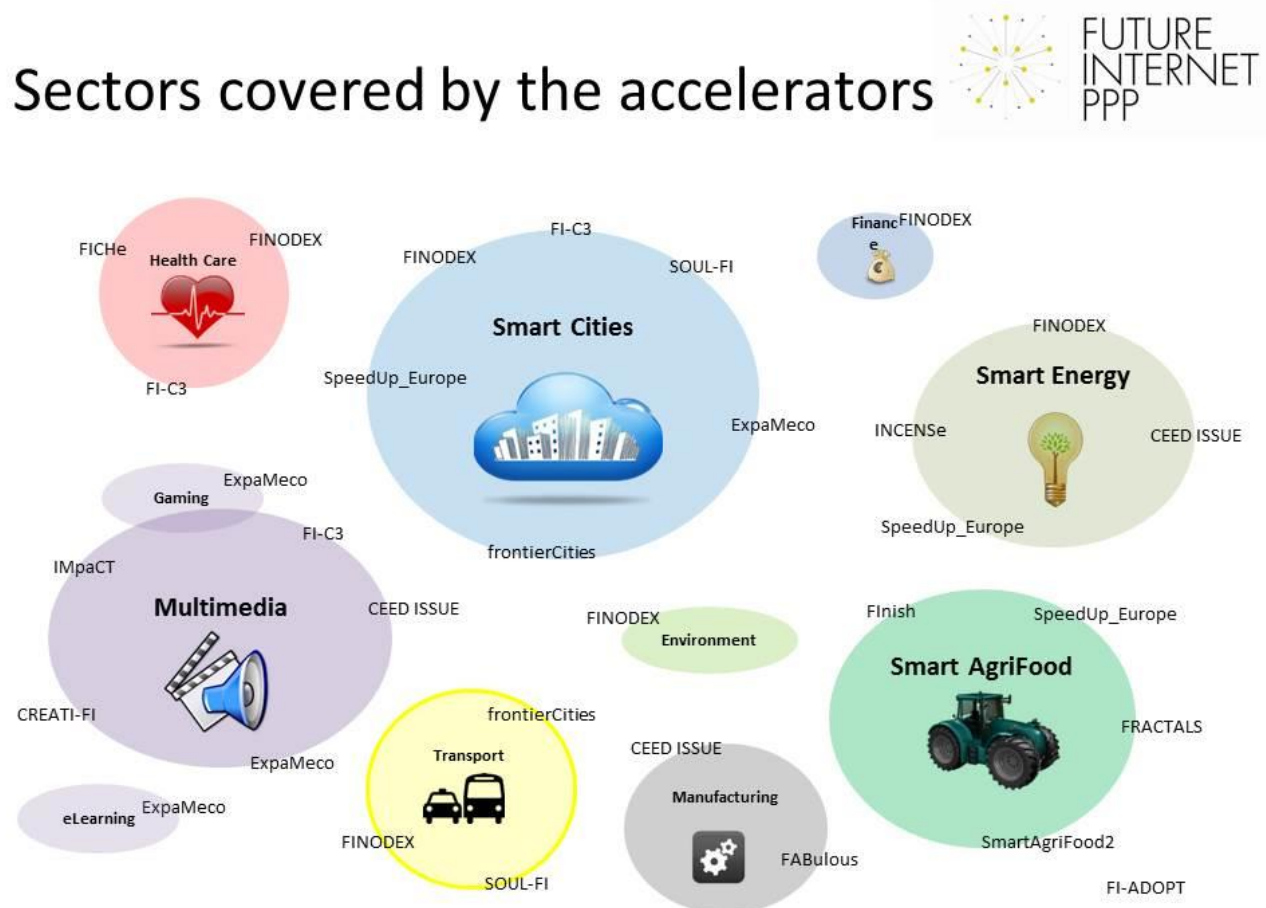 Sectors covered by the accelerators
FUTURE
INTERNET
PPP
FICHe
FINODEX
Health Care
FI-C3
FI-C3
FINODEX
SOUL-FI
Smart Cities
SpeedUp_Europe
ExpaMeco
frontierCities
Financ
e
FINODEX
€
FINODEX
Smart Energy
INCENSe
CEED ISSUE
SpeedUp_Europe
ExpaMeco
Gaming
FI-C3
IMpaCT
Multimedia
CEED ISSUE
CREATI-FI
ExpaMeco
eLearning
ExpaMeco
frontierCities
Transport
FINODEX
SOUL-FI
FINODEX
Environment
CEED ISSUE
Manufacturing
FABulous
FInish
SpeedUp_Europe
Smart AgriFood
FRACTALS
SmartAgriFood2
FI-ADOPT